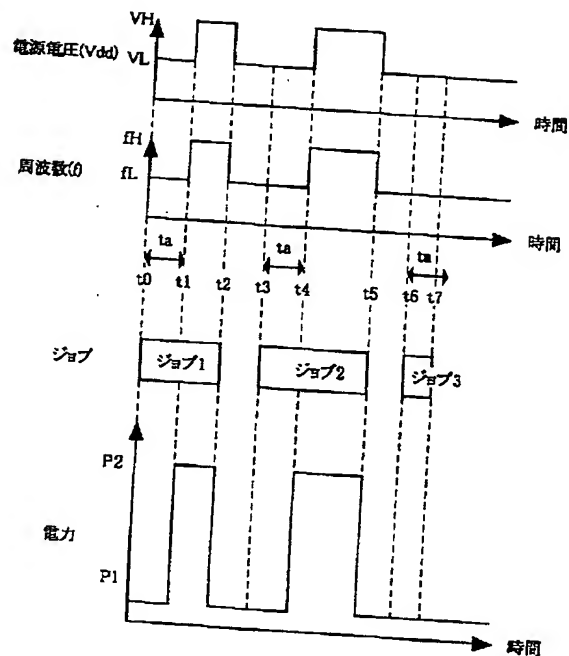 VH
電源電圧(Vdd)
VL
時間
fH
周波数(f)
fL
時間
ta
ta
ta
t0
t1
t2
t3
t4
t5
t6
t7
ジョブ
ジョブ1
ジョブ2
ジョブ3
P2
電力
P1
時間